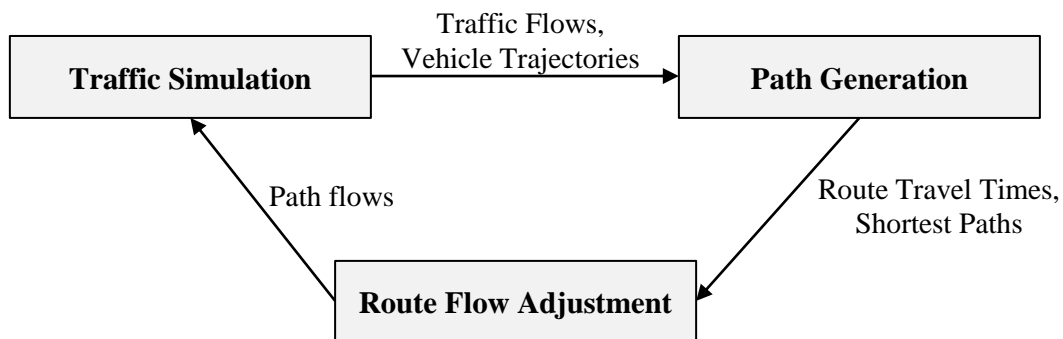 Traffic Flows,
Vehicle Trajectories
Traffic Simulation
Path Generation
Path flows
Route Travel Times,
Shortest Paths
Route Flow Adjustment